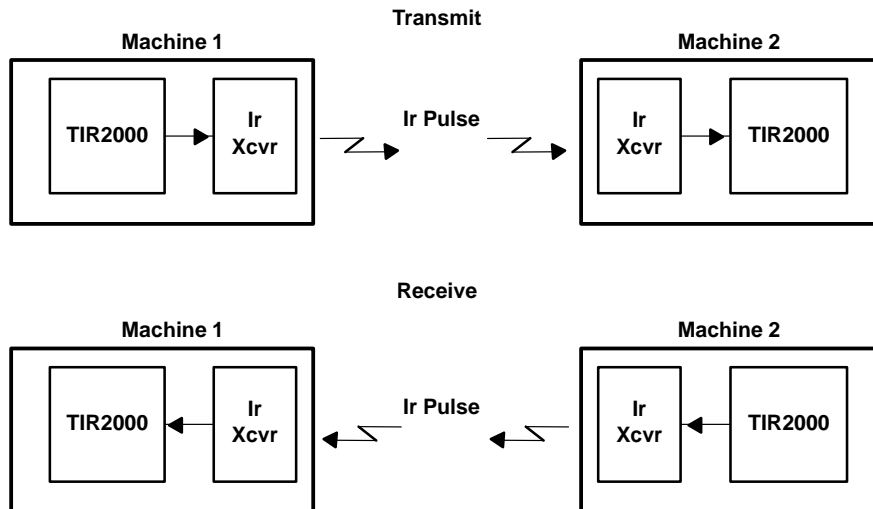 Transmit
Machine 1
Machine 2
TIR2000
Ir
Xcvr
Ir Pulse
Ir
Xcvr
TIR2000
Receive
Machine 1
Machine 2
TIR2000
Ir
Xcvr
Ir Pulse
Ir
Xcvr
TIR2000